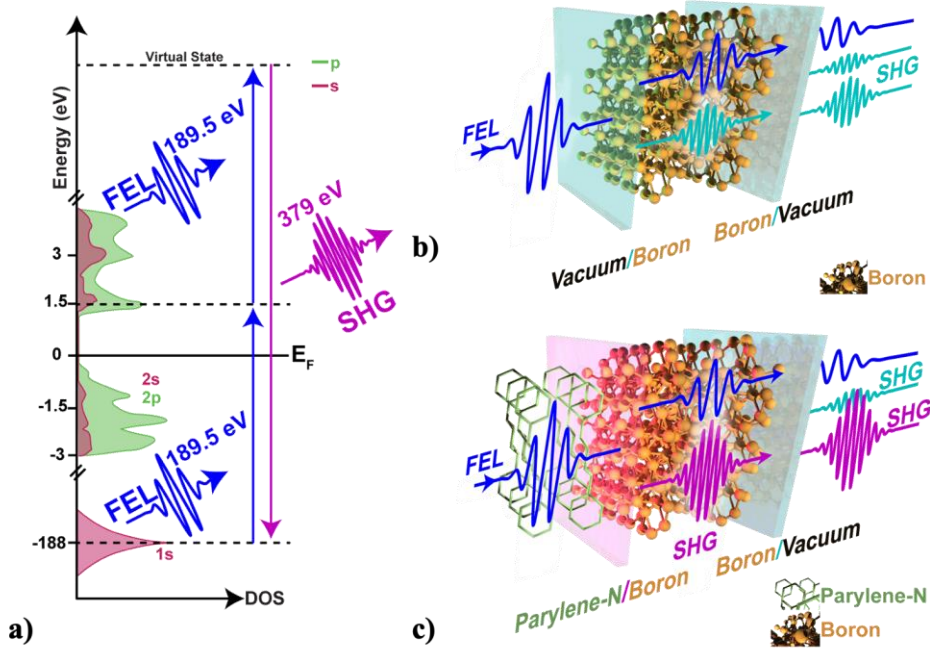 Virtual State
p
s
Energy (eV)
FEL 189.5 eV
379 eV
SHG
3
1.5
0
E_F
2s
2p
-1.5
-3
FEL 189.5 eV
-188
1s
DOS
a)
FEL
SHG
b)
Vacuum/Boron
Boron/Vacuum
Boron
FEL
SHG
SHG
c)
SHG
Parylene-N/Boron
Boron/Vacuum
Parylene-N
Boron